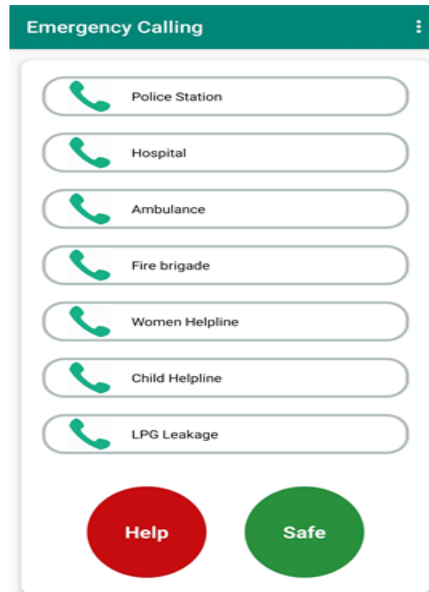 Emergency Calling
Police Station
Hospital
Ambulance
Fire brigade
Women Helpline
Child Helpline
LPG Leakage
Help
Safe